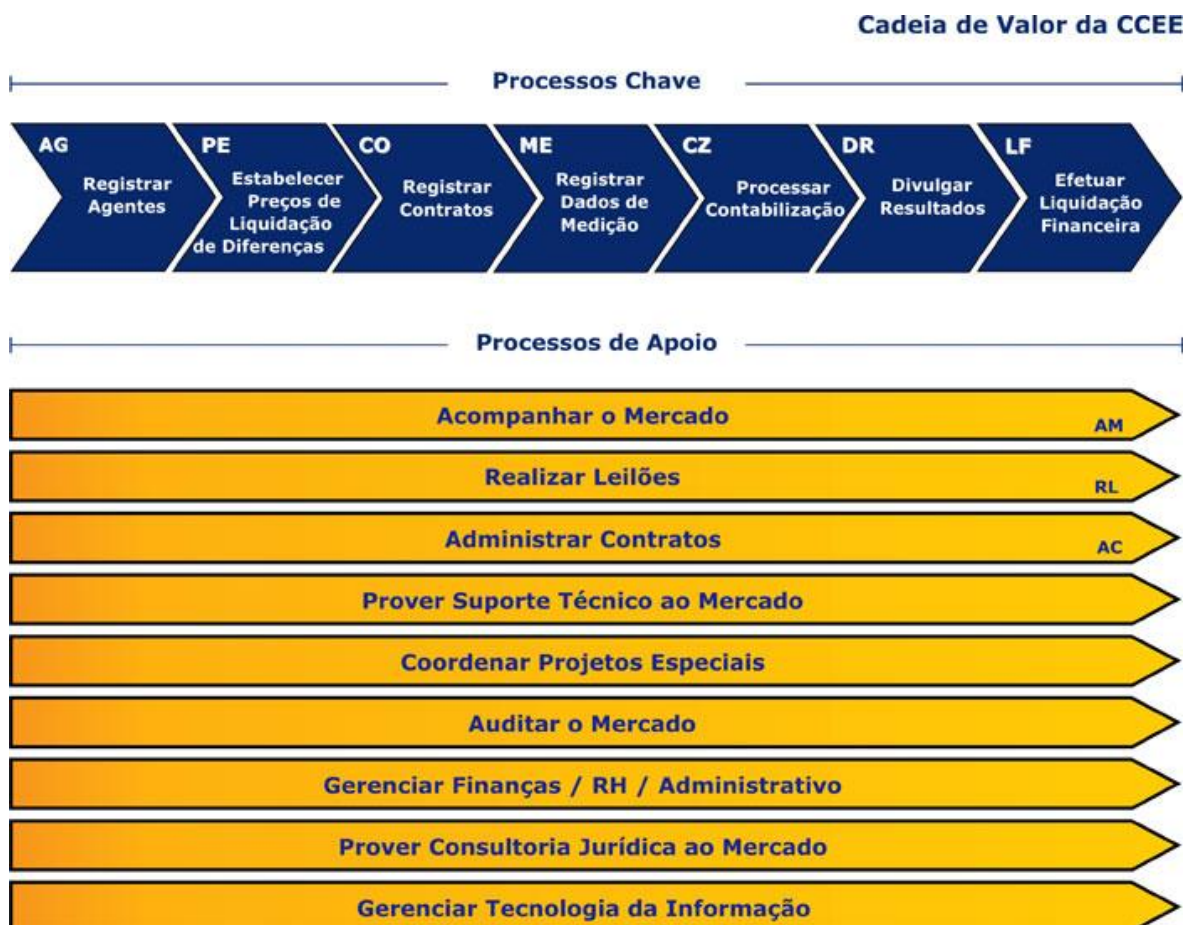 Cadeia de Valor da CCEE
Processos Chave
AG
Registrar
Agentes
PE
Estabelecer
Preços de
Liquidação
de Diferenças
CO
Registrar
Contratos
ME
Registrar
Dados de
Medição
CZ
Processar
Contabilização
DR
Divulgar
Resultados
LF
Efetuar
Liquidação
Financeira
Processos de Apoio
Acompanhar o Mercado
AM
Realizar Leilões
RL
Administrar Contratos
AC
Prover Suporte Técnico ao Mercado
Coordenar Projetos Especiais
Auditar o Mercado
Gerenciar Finanças / RH / Administrativo
Prover Consultoria Jurídica ao Mercado
Gerenciar Tecnologia da Informação